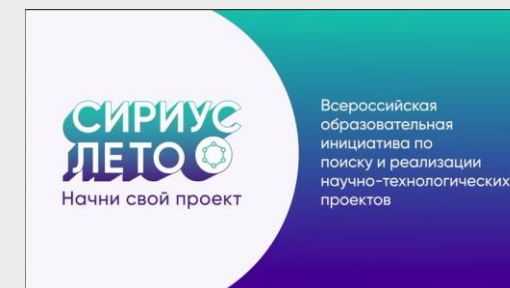 СИРИУС
ЛЕТО
Начни свой проект
Всероссийская
образовательная
инициатива по
поиску и реализации
научно-технологических
проектов